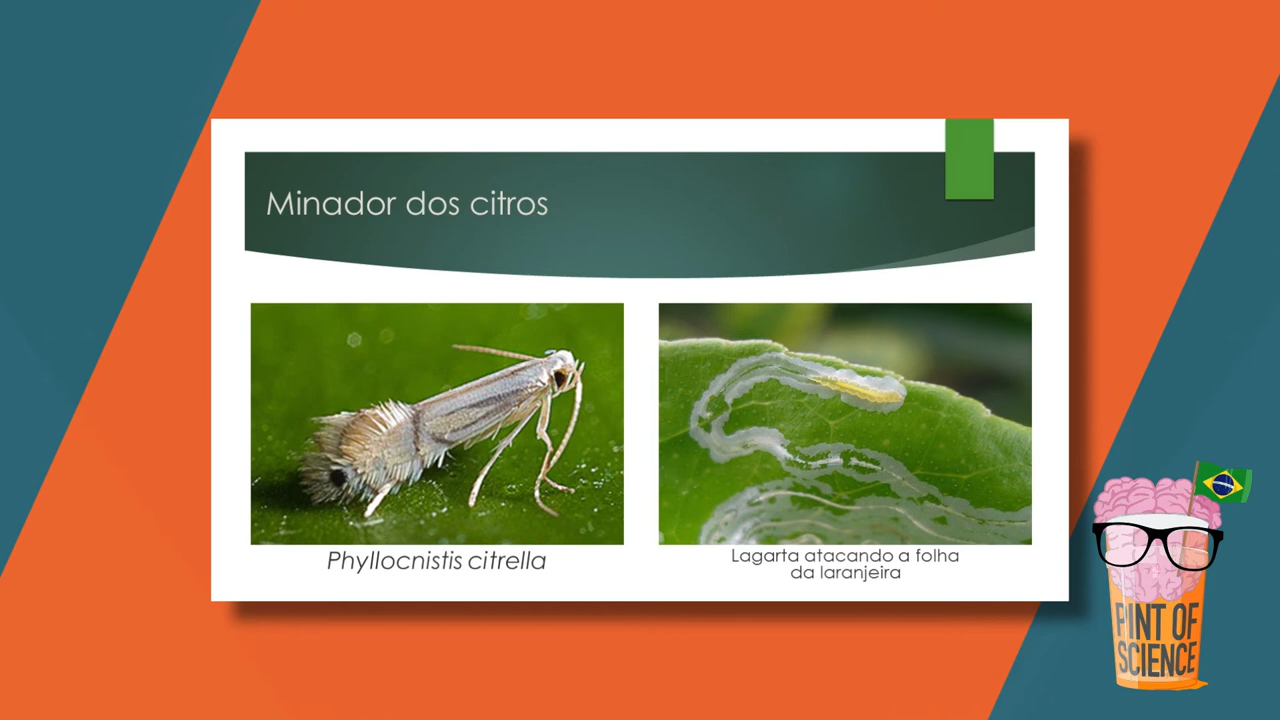 Minador dos citros
Phyllocnistis citrella
Lagarta atacando a folha
da laranjeira
PINT OF
SCIENCE